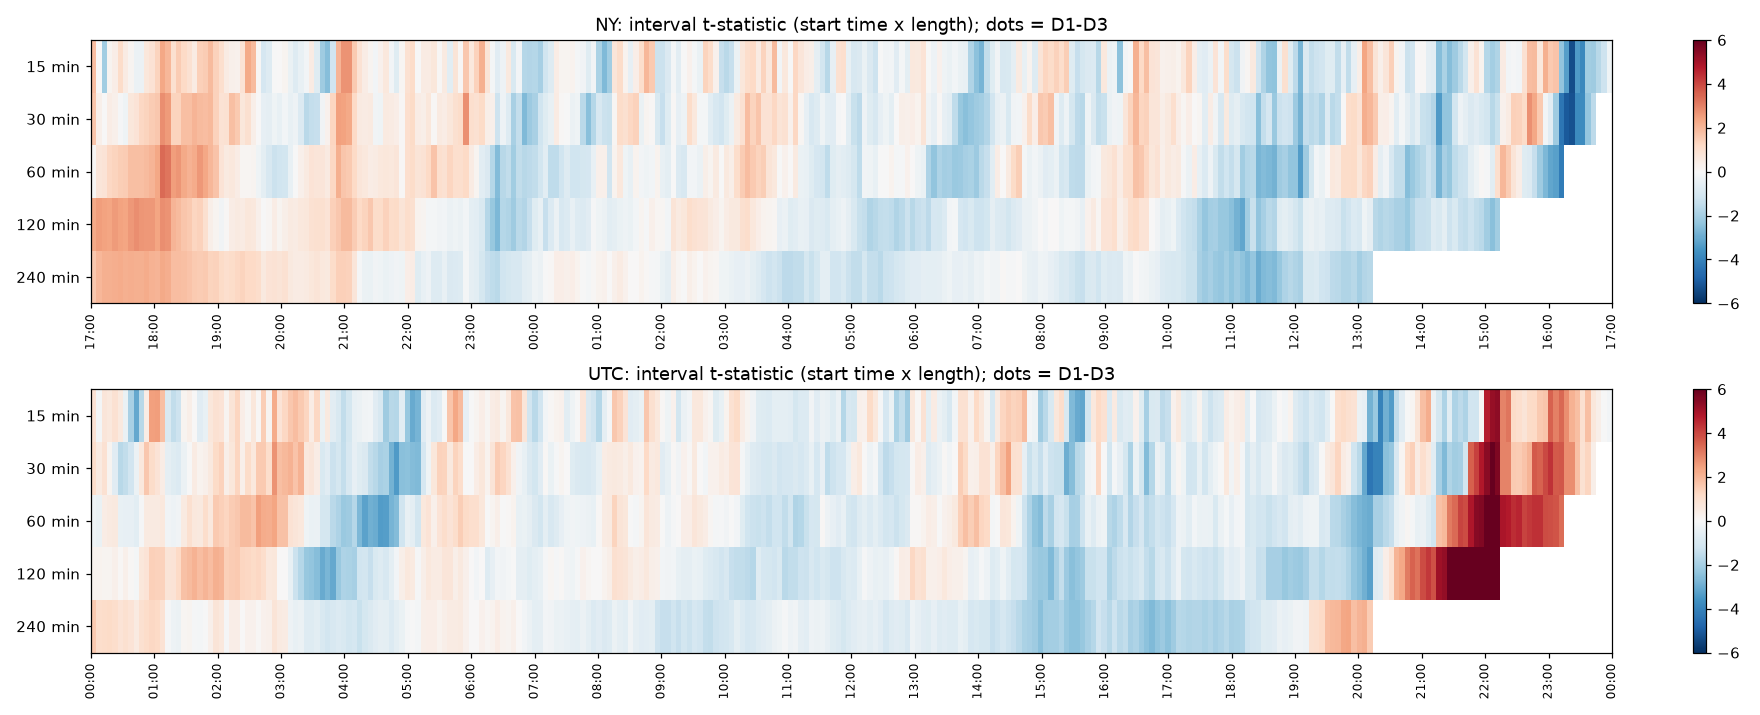 NY: interval t-statistic (start time x length); dots = D1-D3
15 min
30 min
60 min
120 min
240 min
17:00 18:00 19:00 20:00 21:00 22:00 23:00 00:00 01:00 02:00 03:00 04:00 05:00 06:00 07:00 08:00 09:00 10:00 11:00 12:00 13:00 14:00 15:00 16:00 17:00
6
4
2
0
−2
−4
−6
UTC: interval t-statistic (start time x length); dots = D1-D3
15 min
30 min
60 min
120 min
240 min
00:00 01:00 02:00 03:00 04:00 05:00 06:00 07:00 08:00 09:00 10:00 11:00 12:00 13:00 14:00 15:00 16:00 17:00 18:00 19:00 20:00 21:00 22:00 23:00 00:00
6
4
2
0
−2
−4
−6